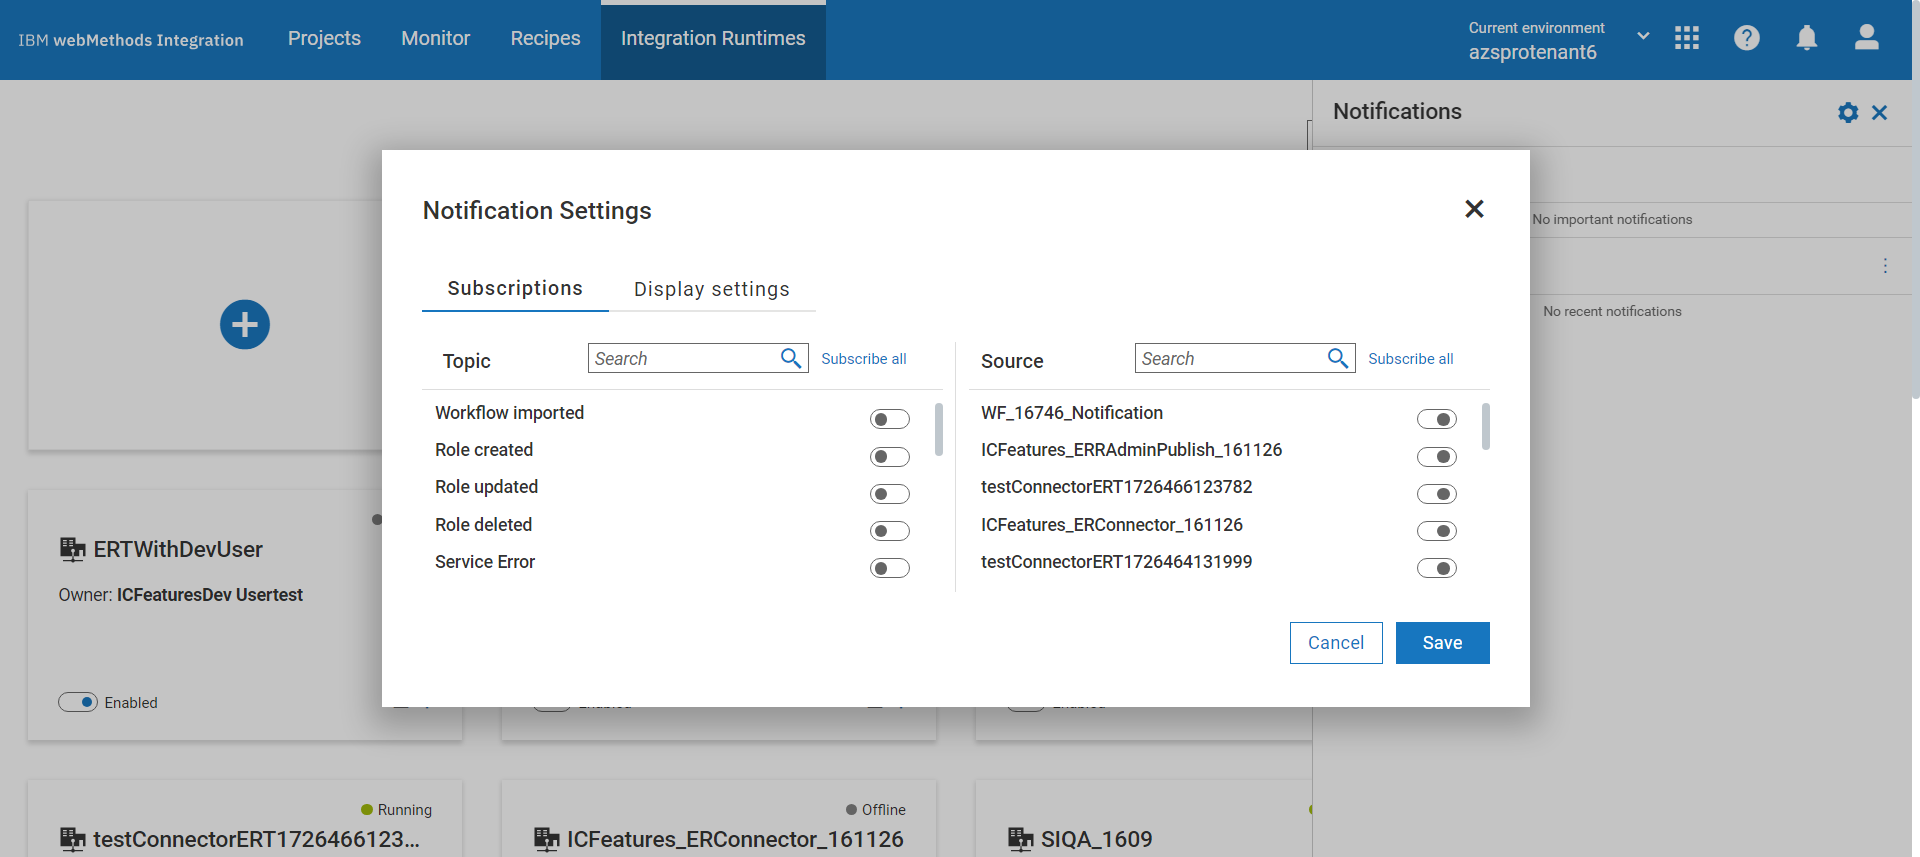 IBM webMethods Integration
Projects
Monitor
Recipes
Integration Runtimes
Current environment
azsprotenant6
Notifications
No important notifications
No recent notifications
Notification Settings
Subscriptions
Display settings
Topic
Search
Subscribe all
Workflow imported
Role created
Role updated
Role deleted
Service Error
Source
Search
Subscribe all
WF_16746_Notification
ICFeatures_ERRAdminPublish_161126
testConnectorERT1726466123782
ICFeatures_ERConnector_161126
testConnectorERT1726464131999
Cancel
Save
ERTWithDevUser
Owner: ICFeaturesDev Usertest
Enabled
Running
testConnectorERT1726466123...
Offline
ICFeatures_ERConnector_161126
SIQA_1609